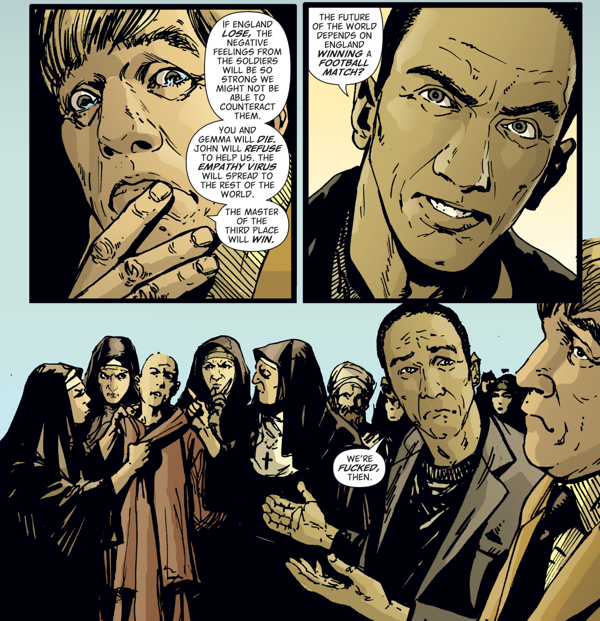 IF ENGLAND
LOSE, THE
NEGATIVE
FEELINGS FROM
THE SOLDIERS
WILL BE SO
STRONG WE
MIGHT NOT BE
ABLE TO
COUNTERACT
THEM.
YOU AND
GEMMA WILL DIE.
JOHN WILL REFUSE
TO HELP US. THE
EMPATHY VIRUS
WILL SPREAD TO
THE REST OF THE
WORLD.
THE MASTER
OF THE
THIRD PLACE
WILL WIN.
THE FUTURE
OF THE WORLD
DEPENDS ON
ENGLAND
WINNING A
FOOTBALL
MATCH?
WE'RE
FUCKED,
THEN.